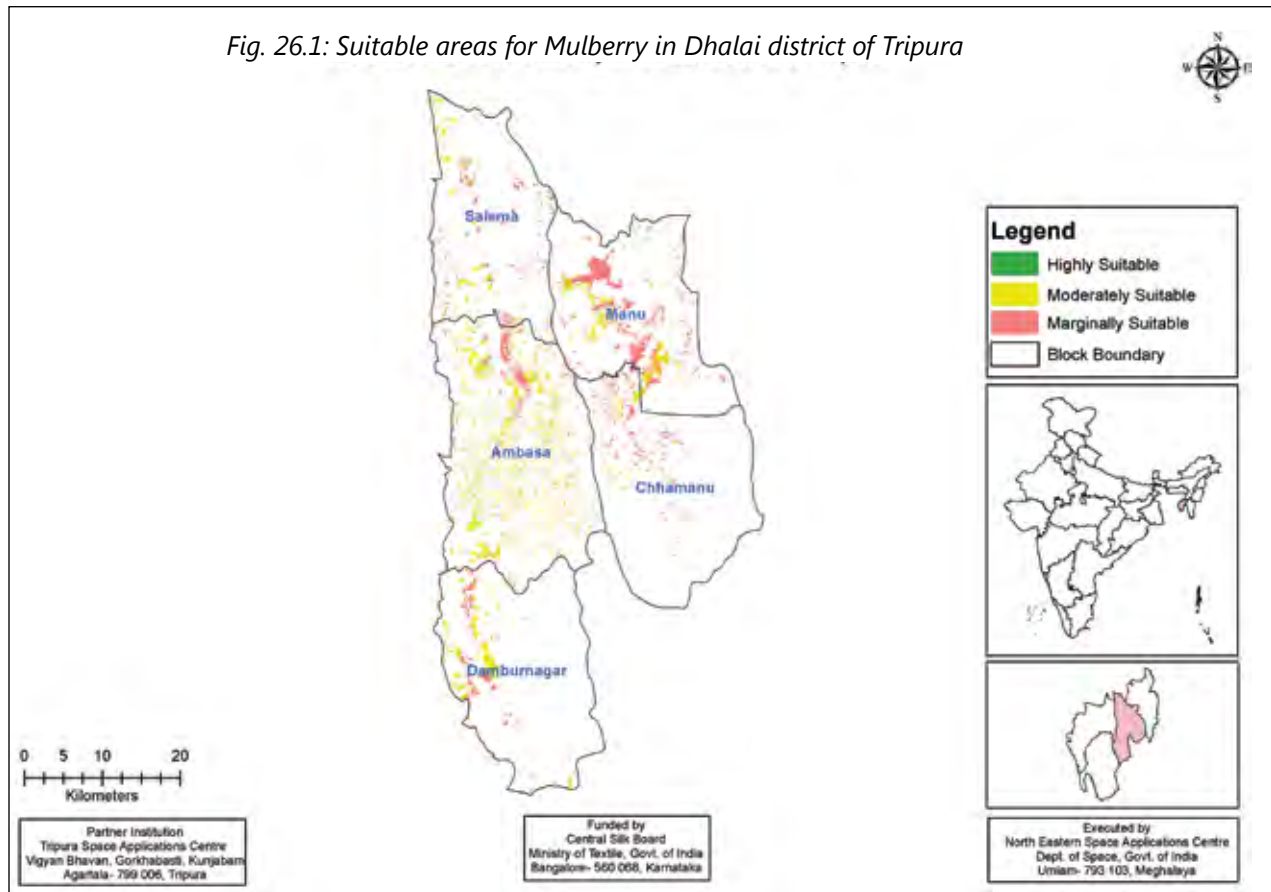 Fig. 26.1: Suitable areas for Mulberry in Dhalai district of Tripura
N
W E
S
Salema
Manu
Ambasa
Chhamanu
Damburnagar
Legend
Highly Suitable
Moderately Suitable
Marginally Suitable
Block Boundary
0 5 10 20
Kilometers
Partner Institution
Tripura Space Applications Centre
Vigyan Bhavan, Gorkhabasti, Kunjabam
Agartala- 799 006, Tripura
Funded by
Central Silk Board
Ministry of Textile, Govt. of India
Bangalore- 560 068, Karnataka
Executed by
North Eastern Space Applications Centre
Dept. of Space, Govt. of India
Umiam- 793 103, Meghalaya